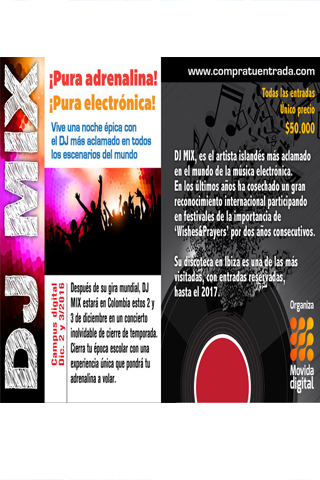 DJ MIX
¡Pura adrenalina!
¡Pura electrónica!
Vive una noche épica con
el DJ más aclamado en todos
los escenarios del mundo
Campus digital
Dic. 2 y 3/2016
Después de su gira mundial, DJ
MIX estará en Colombia estos 2 y
3 de diciembre en un concierto
inolvidable de cierre de temporada.
Cierra tu época escolar con una
experiencia única que pondrá tu
adrenalina a volar.
www.compratuentrada.com
Todas las entradas
Único precio
$50.000
DJ MIX, es el artista islandés más aclamado
en el mundo de la música electrónica.
En los últimos años ha cosechado un gran
reconocimiento internacional participando
en festivales de la importancia de
'Wishes&Prayers' por dos años consecutivos.
Su discoteca en Ibiza es una de las más
visitadas, con entradas reservadas,
hasta el 2017.
Organiza
Movida
digital